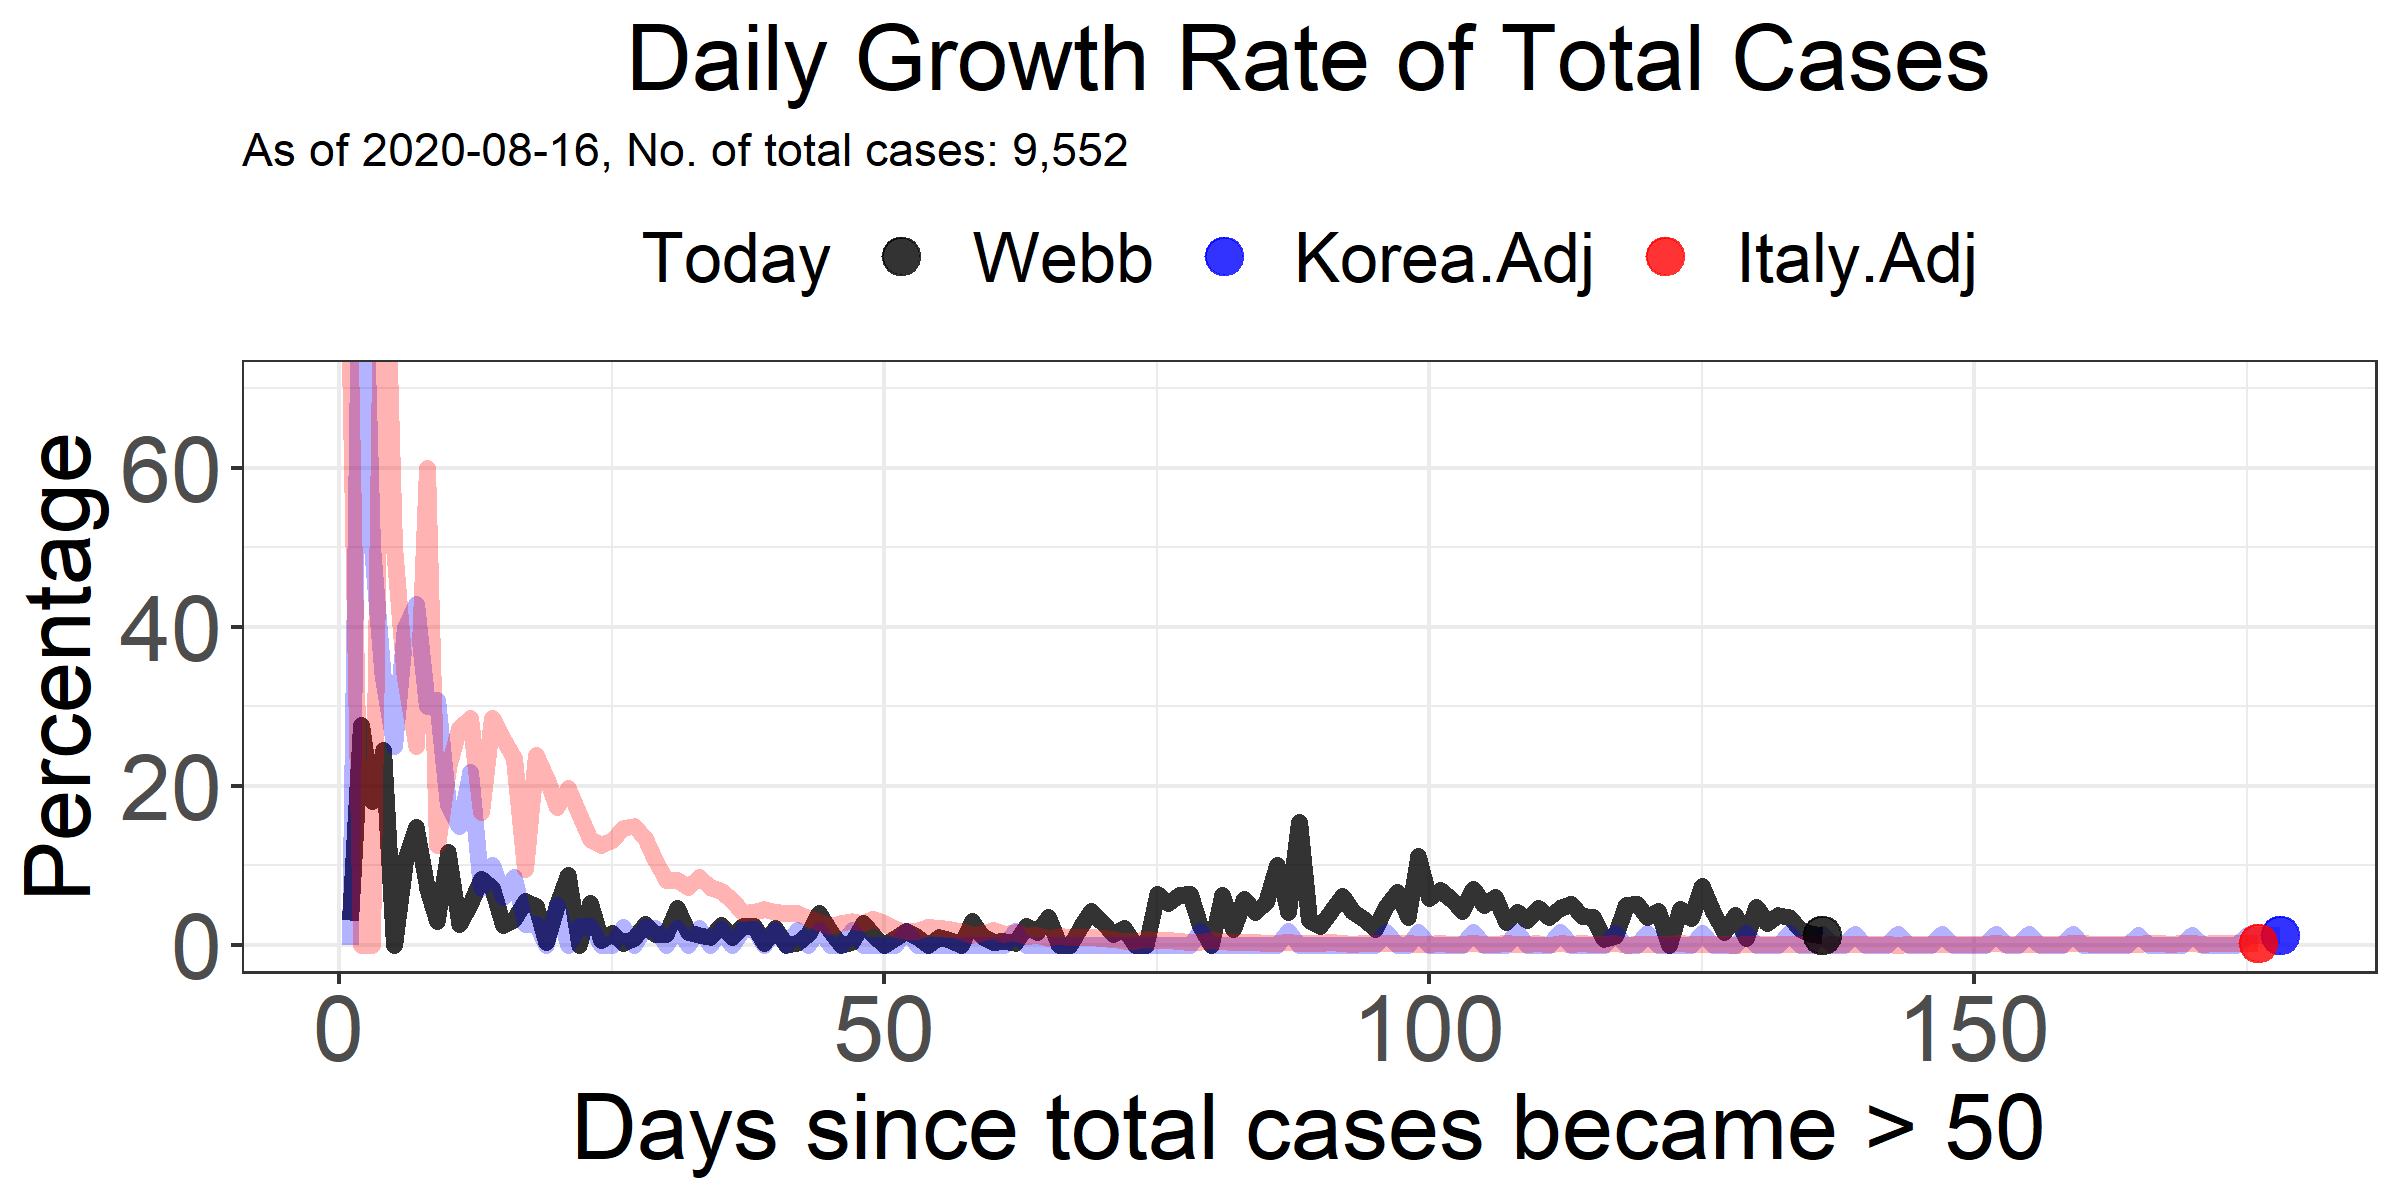 Daily Growth Rate of Total Cases
As of 2020-08-16, No. of total cases: 9,552
Today Webb Korea.Adj Italy.Adj
Percentage
60
40
20
0
0 50 100 150
Days since total cases became > 50